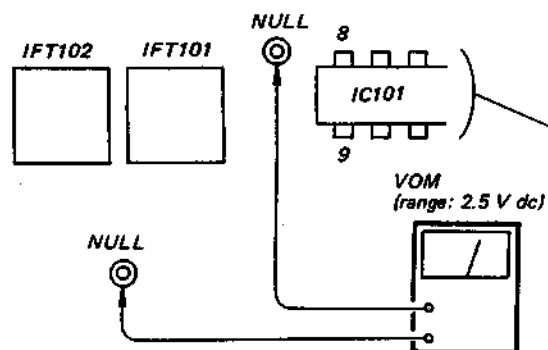 NULL
8
IFT102
IFT101
IC101
9
VOM
(range: 2.5 V dc)
NULL